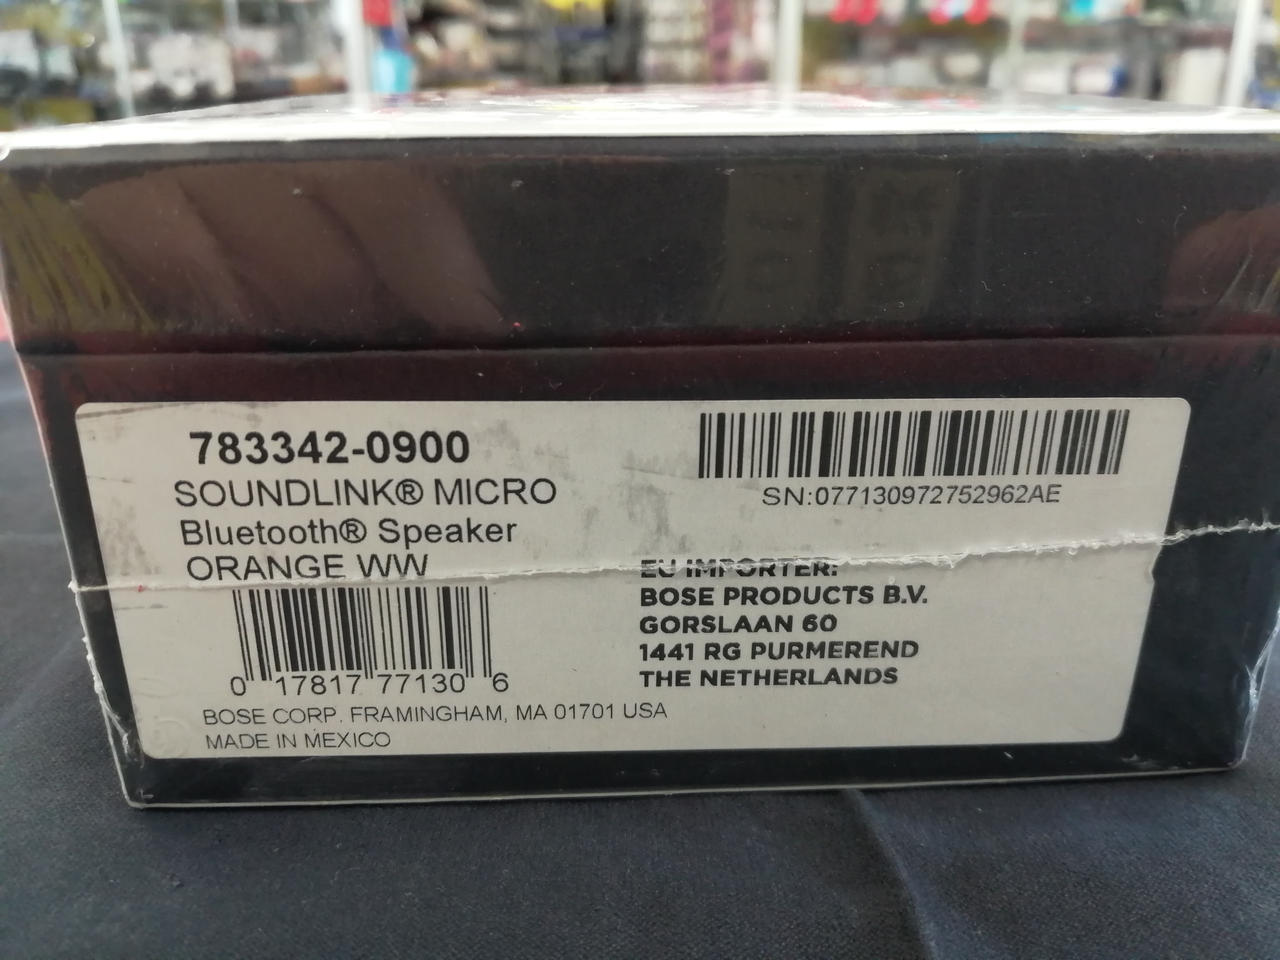 783342-0900
SOUNDLINK® MICRO
Bluetooth® Speaker
ORANGE WW
0 17817 77130 6
BOSE CORP. FRAMINGHAM, MA 01701 USA
MADE IN MEXICO
SN:077130972752962AE
EU IMPORTER:
BOSE PRODUCTS B.V.
GORSLAAN 60
1441 RG PURMEREND
THE NETHERLANDS